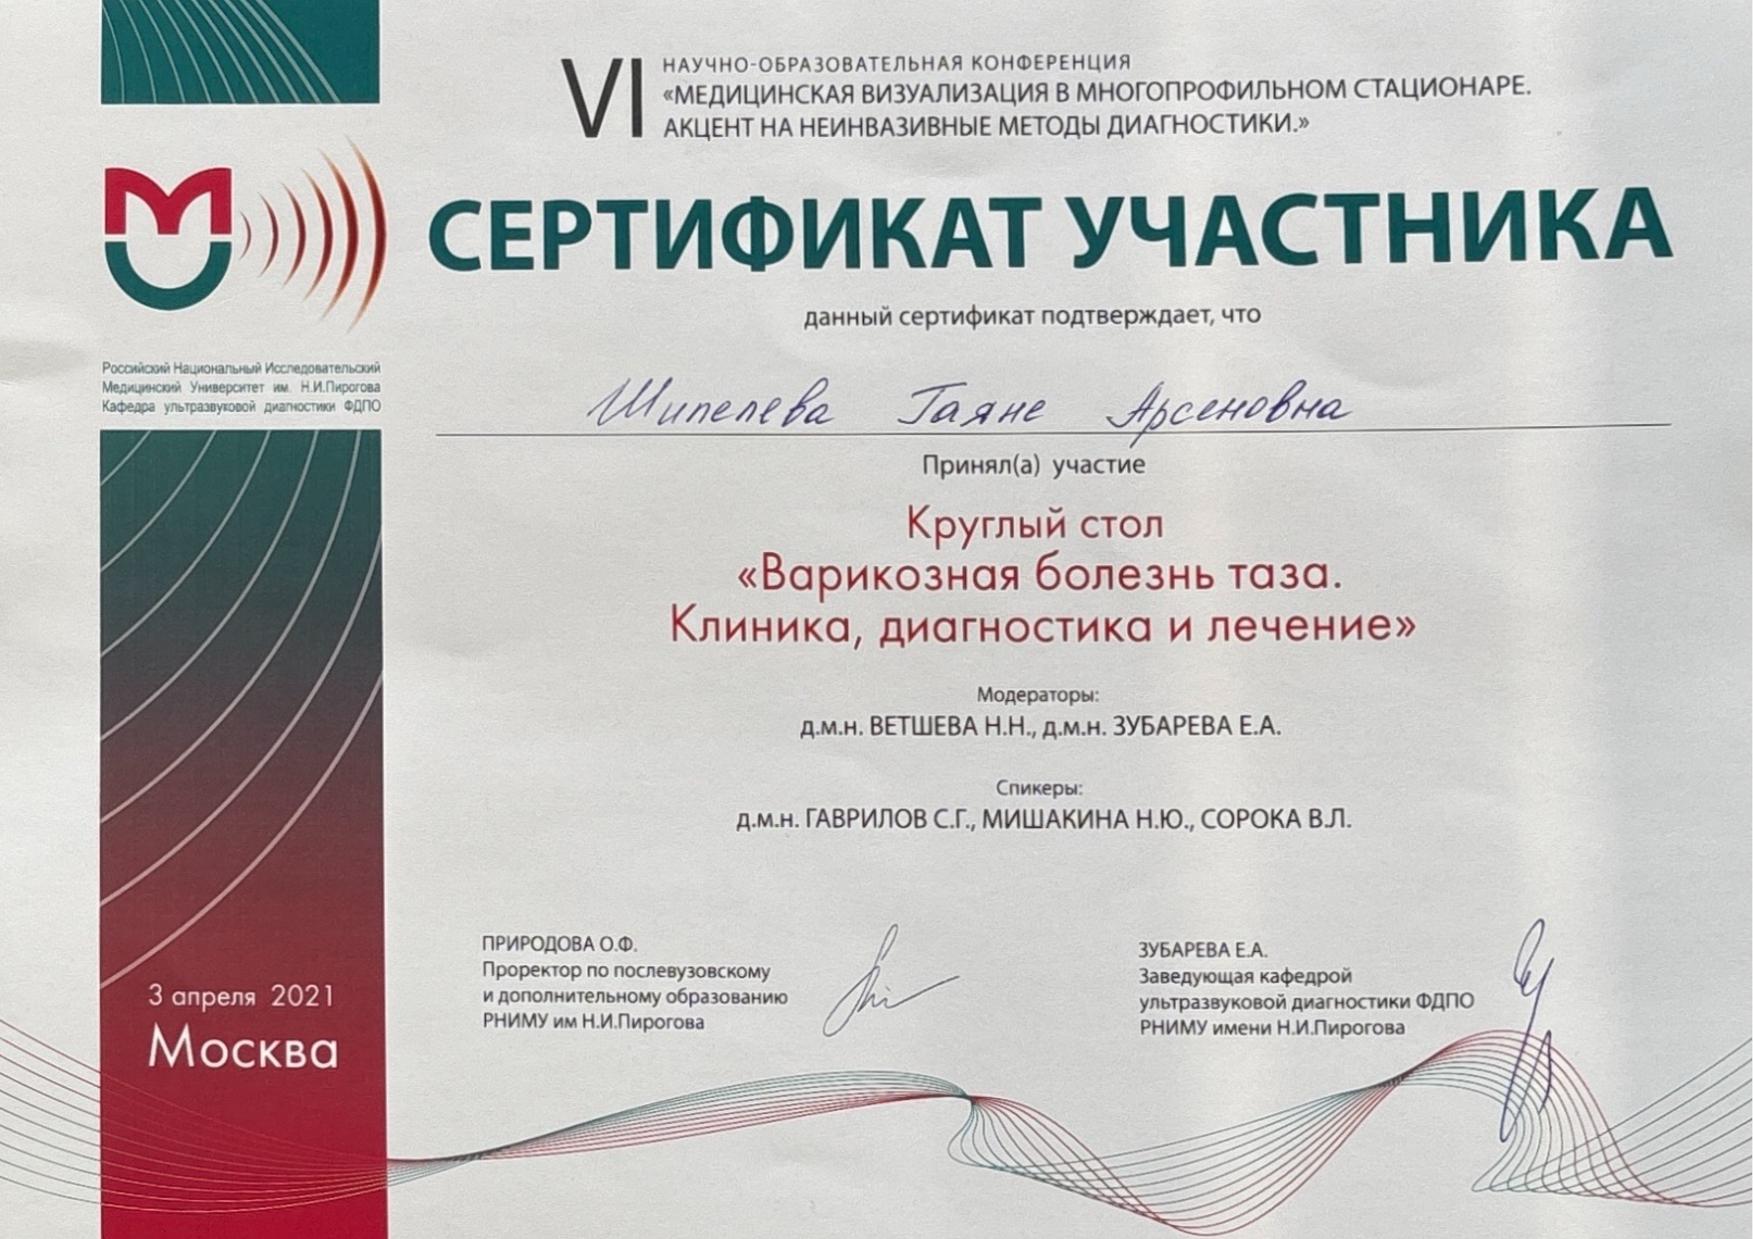 VI НАУЧНО-ОБРАЗОВАТЕЛЬНАЯ КОНФЕРЕНЦИЯ
«МЕДИЦИНСКАЯ ВИЗУАЛИЗАЦИЯ В МНОГОПРОФИЛЬНОМ СТАЦИОНАРЕ.
АКЦЕНТ НА НЕИНВАЗИВНЫЕ МЕТОДЫ ДИАГНОСТИКИ.»
СЕРТИФИКАТ УЧАСТНИКА
данный сертификат подтверждает, что
Российский Национальный Исследовательский
Медицинский Университет им. Н.И.Пирогова
Кафедра ультразвуковой диагностики ФДПО
Шипелева Гаяне Арсеновна
Принял(а) участие
Круглый стол
«Варикозная болезнь таза.
Клиника, диагностика и лечение»
Модераторы:
д.м.н. ВЕТШЕВА Н.Н., д.м.н. ЗУБАРЕВА Е.А.
Спикеры:
д.м.н. ГАВРИЛОВ С.Г., МИШАКИНА Н.Ю., СОРОКА В.Л.
ПРИРОДОВА О.Ф.
Проректор по послевузовскому
и дополнительному образованию
РНИМУ им Н.И.Пирогова
ЗУБАРЕВА Е.А.
Заведующая кафедрой
ультразвуковой диагностики ФДПО
РНИМУ имени Н.И.Пирогова
3 апреля 2021
Москва